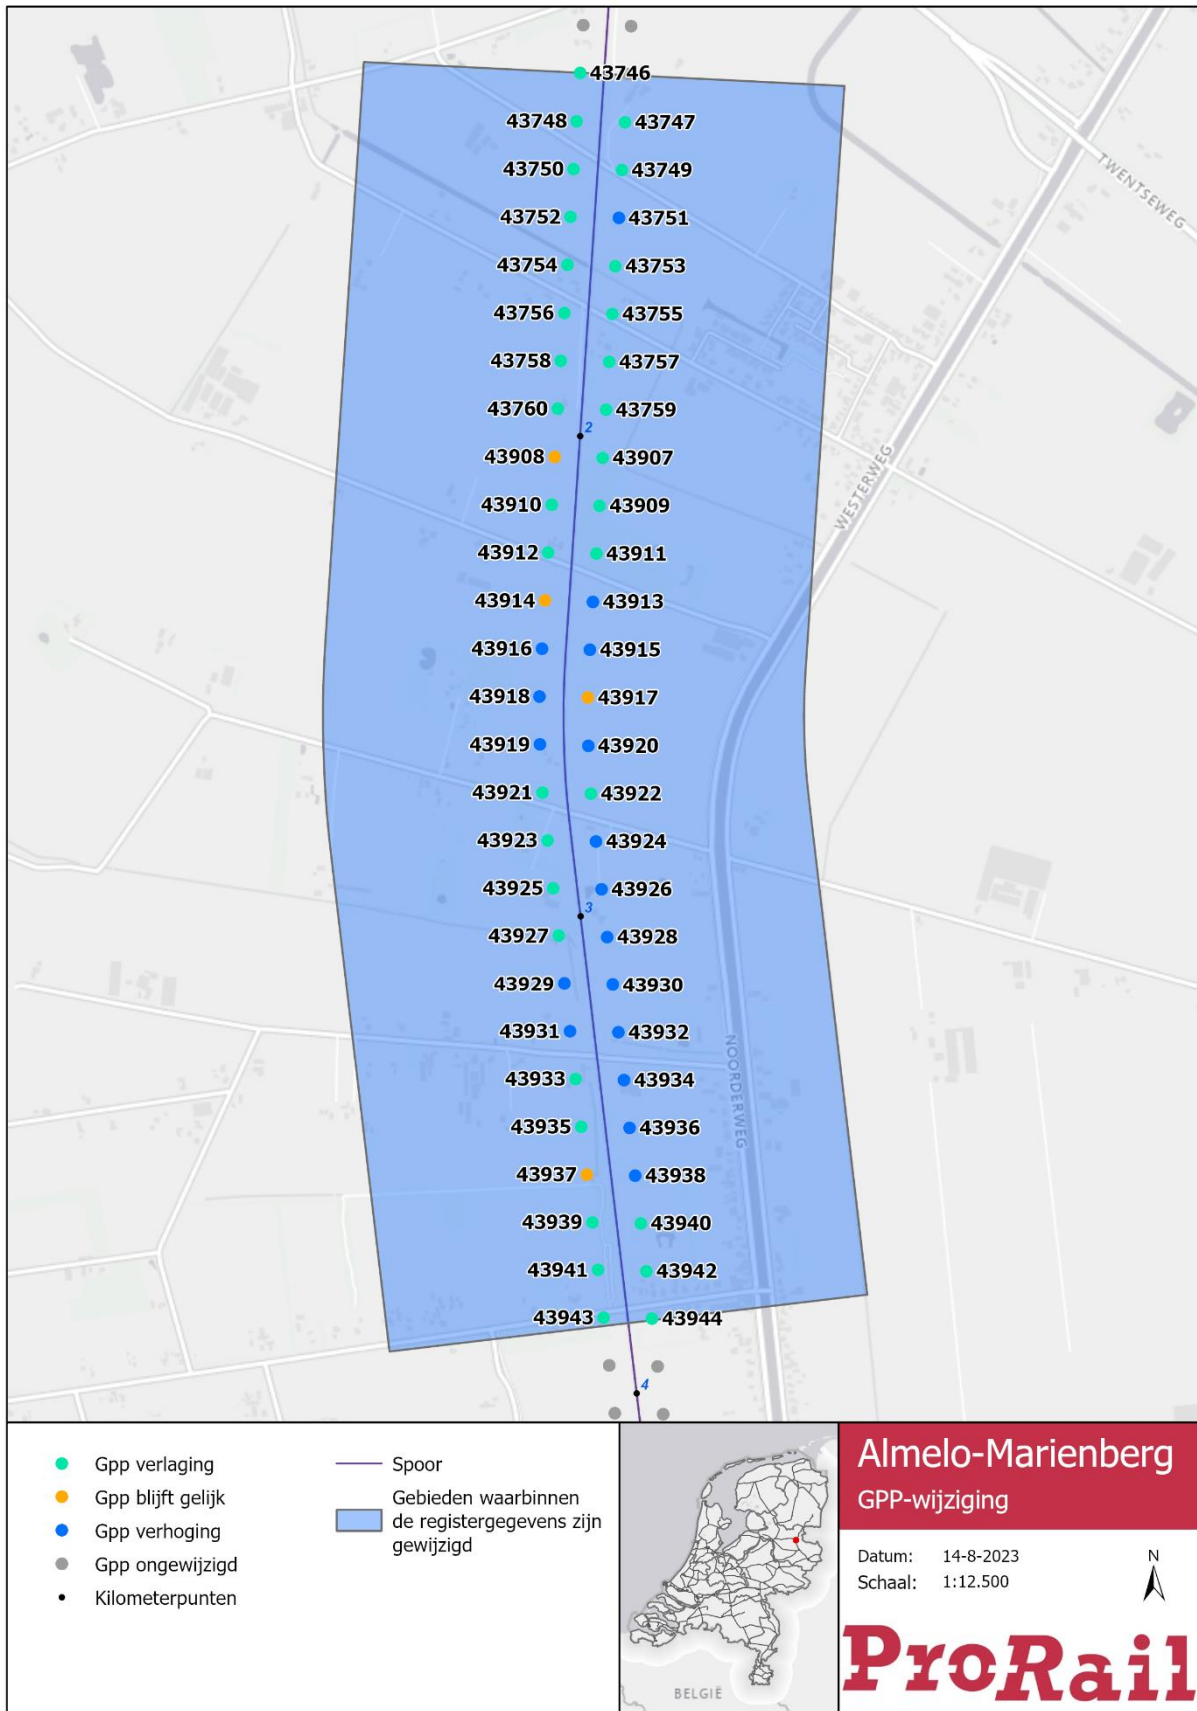 43746
43748 43747
43750 43749
TWENTSEWEG
43752 43751
43754 43753
43756 43755
43758 43757
43760 43759
2
43908 43907
WESTERWEG
43910 43909
43912 43911
43914 43913
43916 43915
43918 43917
43919 43920
43921 43922
43923 43924
43925 43926
3
43927 43928
43929 43930
43931 43932
NOORDERWEG
43933 43934
43935 43936
43937 43938
43939 43940
43941 43942
43943 43944
4
Gpp verlaging
Gpp blijft gelijk
Gpp verhoging
Gpp ongewijzigd
Kilometerpunten
Spoor
Gebieden waarbinnen
de registergegevens zijn
gewijzigd
BELGIË
Almelo-Marienberg
GPP-wijziging
Datum: 14-8-2023
Schaal: 1:12.500
N
ProRail